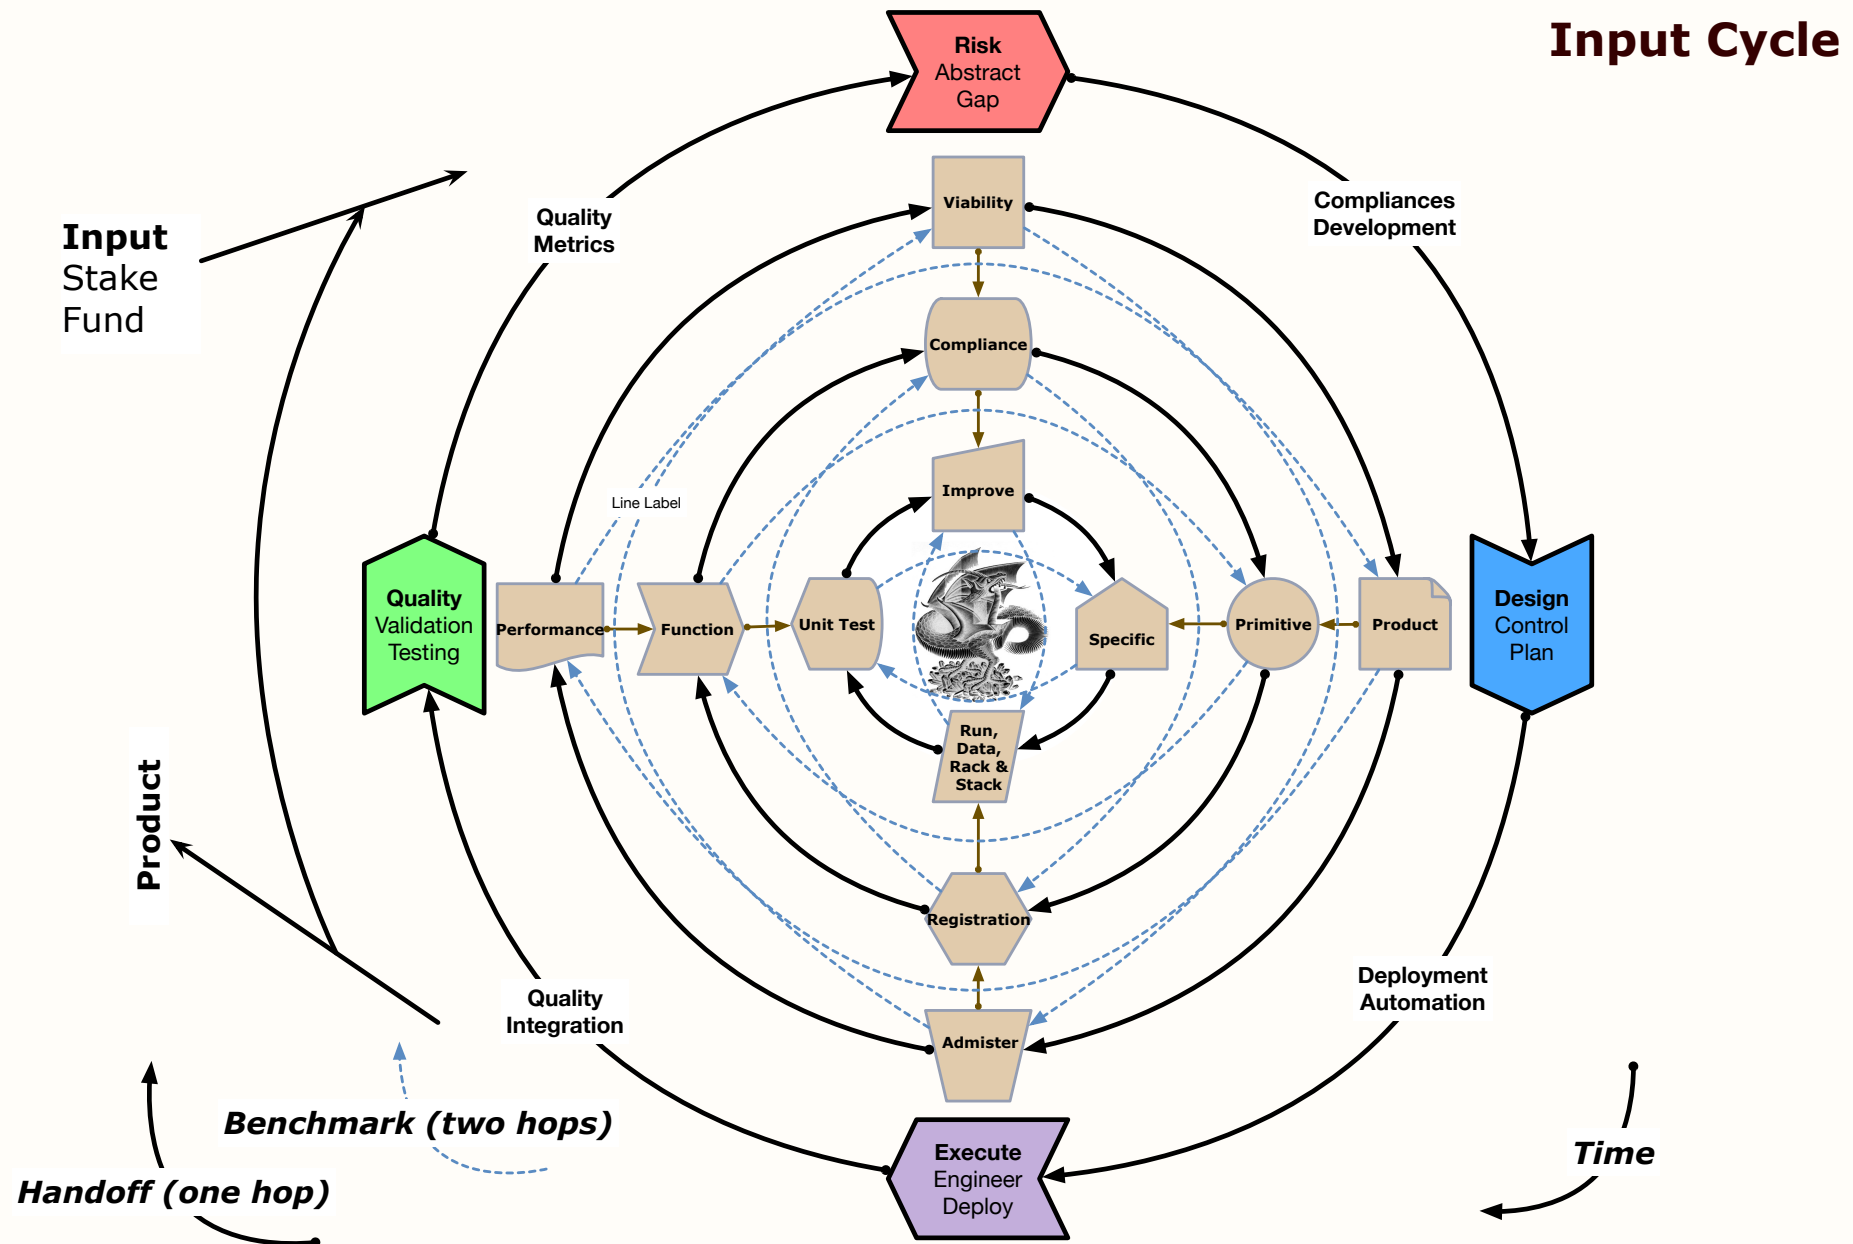 Input Cycle
Risk
Abstract
Gap
Viability
Compliances
Development
Quality
Metrics
Input
Stake
Fund
Compliance
Improve
Line Label
Quality
Validation
Testing
Performance
Function
Unit Test
Specific
Primitive
Product
Design
Control
Plan
Run,
Data,
Rack &
Stack
Product
Registration
Deployment
Automation
Quality
Integration
Admister
Benchmark (two hops)
Handoff (one hop)
Execute
Engineer
Deploy
Time